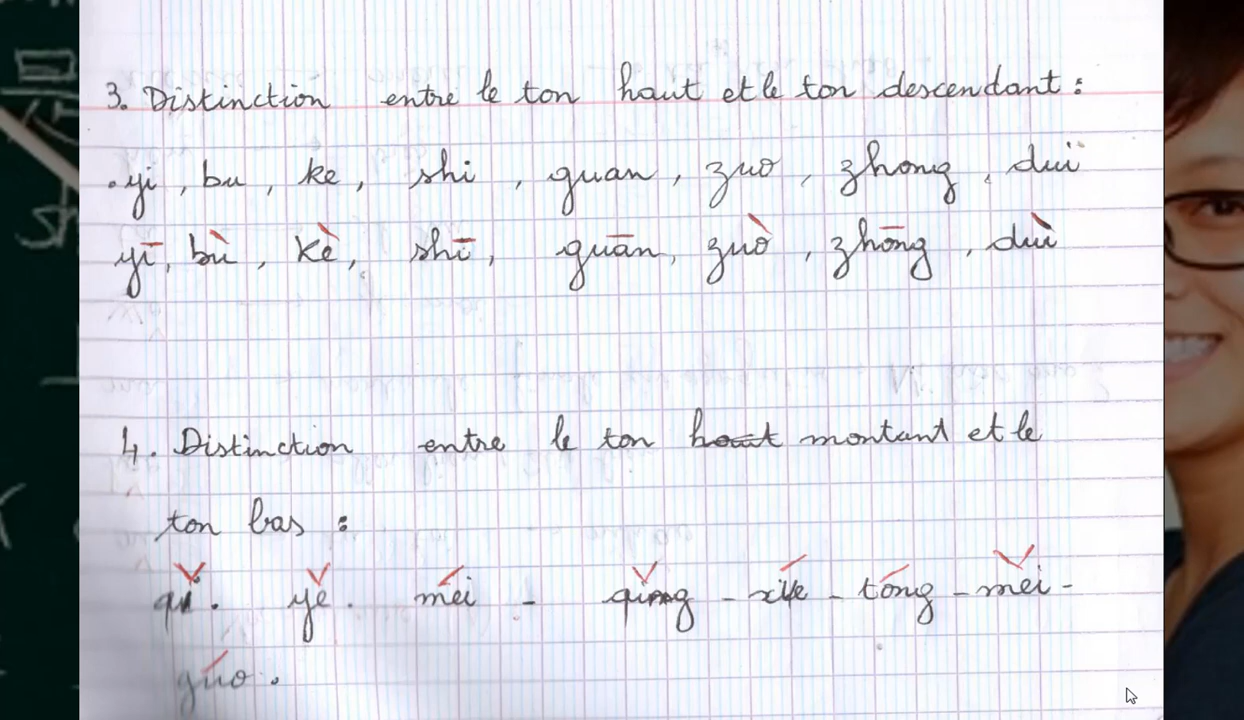 3. Distinction entre le ton haut et le ton descendant :
. yi, bu, ke, shi, guan, zuo, zhong, dui
yī, bù, kè, shī, guān, zuò, zhōng, duì
4. Distinction entre le ton haut montant et le
ton bas :
qǐ. yě. méi - qǐng - xié - tóng - měi -
guó.